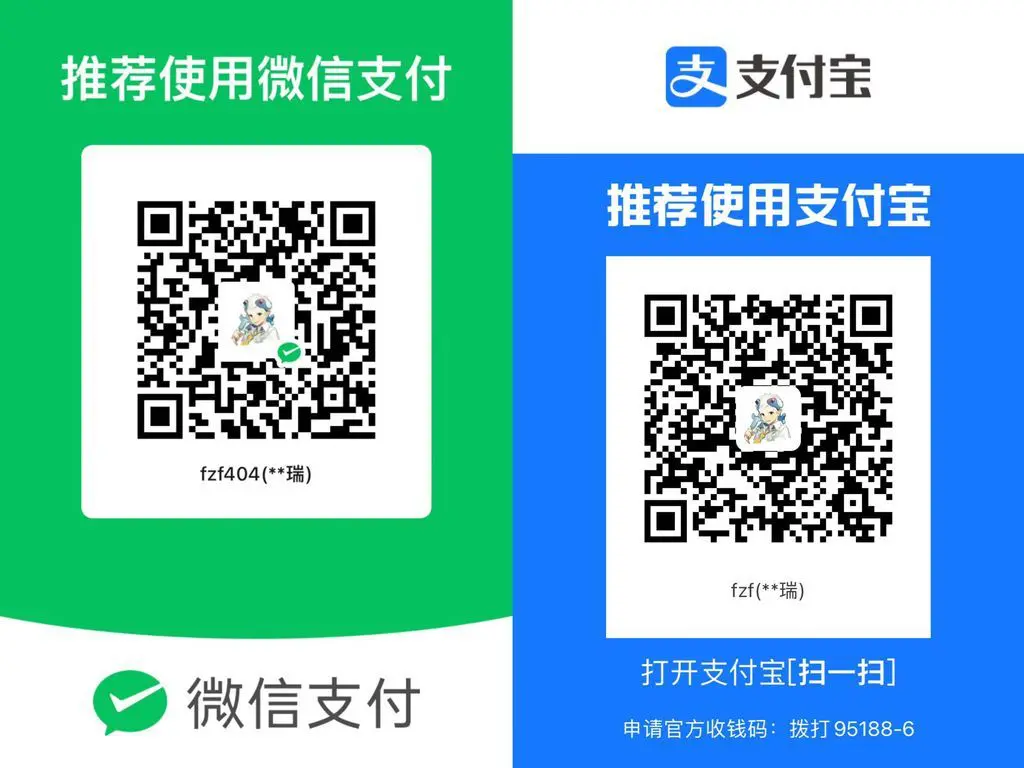 推荐使用微信支付
fzf404(**瑞)
微信支付
支 支付宝
推荐使用支付宝
fzf(**瑞)
打开支付宝[扫一扫]
申请官方收钱码：拨打 95188-6